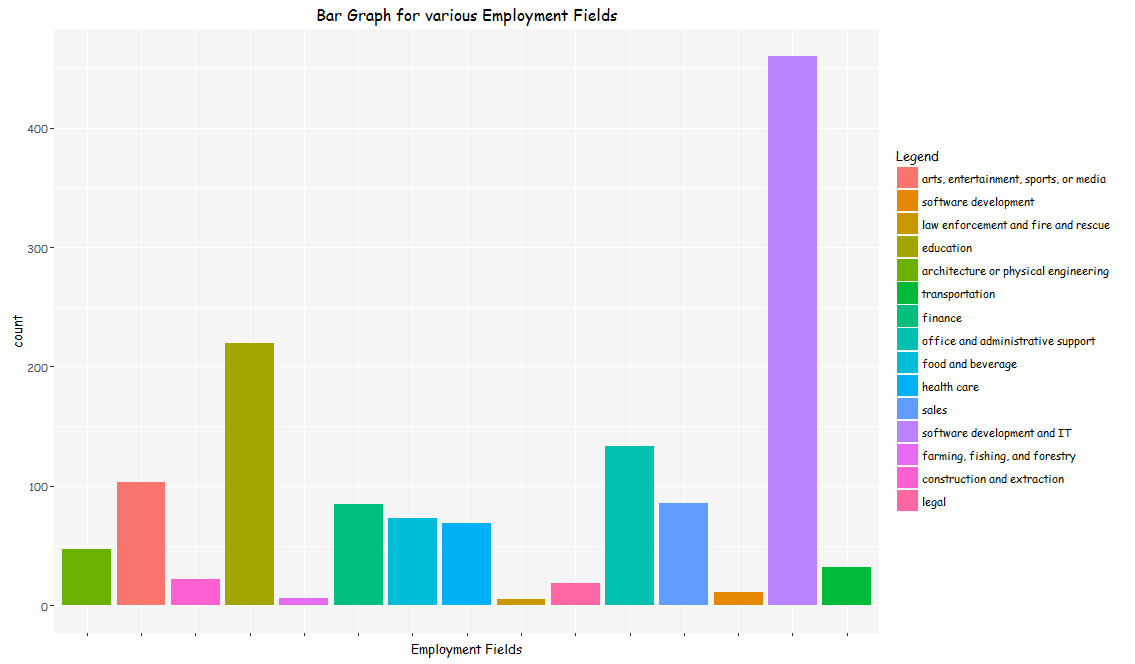 Bar Graph for various Employment Fields
400
300
200
100
0
count
Employment Fields
Legend
arts, entertainment, sports, or media
software development
law enforcement and fire and rescue
education
architecture or physical engineering
transportation
finance
office and administrative support
food and beverage
health care
sales
software development and IT
farming, fishing, and forestry
construction and extraction
legal